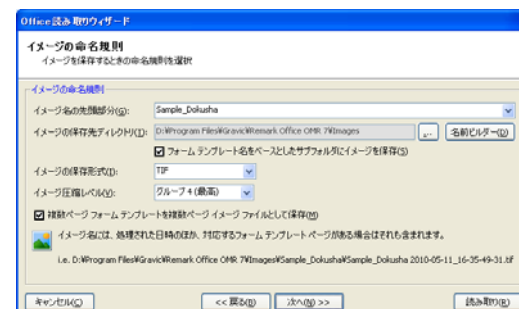 Office 読み取りウィザード
イメージの命名規則
イメージを保存するときの命名規則を選択
イメージの命名規則
イメージ名の先頭部分(G): Sample_Dokusha
イメージの保存先ディレクトリ(D): D:¥Program Files¥Gravic¥Remark Office OMR 7¥Images ... 名前ビルダー(D)
フォーム テンプレート名をベースとしたサブフォルダにイメージを保存(S)
イメージの保存形式(I): TIF
イメージ圧縮レベル(V): グループ 4 (最高)
複数ページ フォーム テンプレートを複数ページ イメージ ファイルとして保存(M)
イメージ名には、処理された日時のほか、対応するフォーム テンプレート ページがある場合はそれも含まれます。
i.e. D:¥Program Files¥Gravic¥Remark Office OMR 7¥Images¥Sample_Dokusha¥Sample_Dokusha 2010-05-11_16-35-49-31.tif
キャンセル(C) << 戻る(B) 次へ(N) >> 読み取り(R)